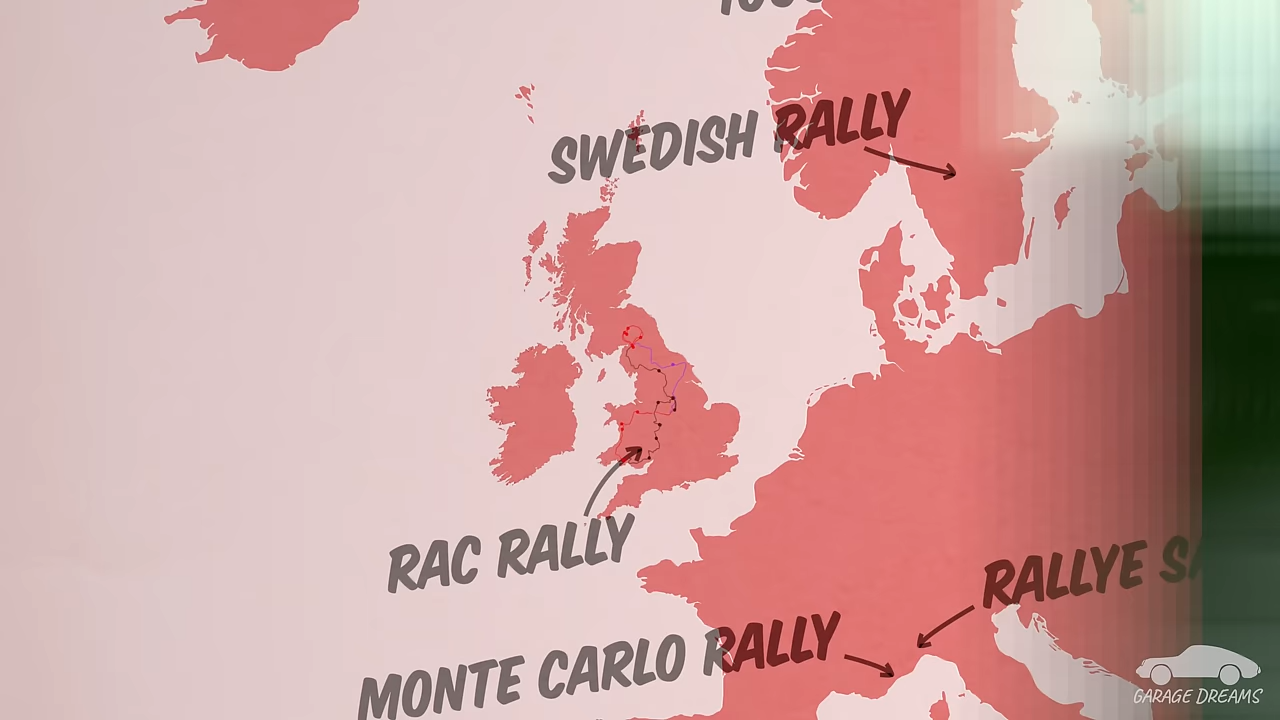 SWEDISH RALLY
RAC RALLY
RALLYE
MONTE CARLO RALLY
GARAGE DREAMS